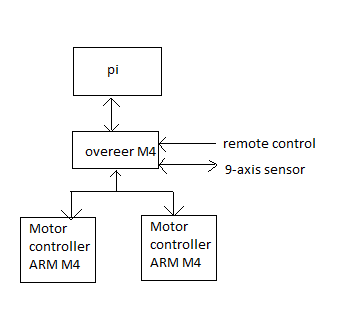 pi
overeer M4
remote control
9-axis sensor
Motor
controller
ARM M4
Motor
controller
ARM M4